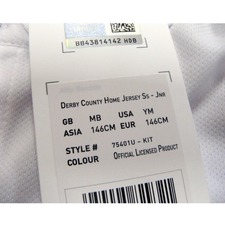 8843814142 HDB
DERBY COUNTY HOME JERSEY SS - JNR
GB MB USA YM
ASIA 146CM EUR 146CM
STYLE # 75401U - KIT
COLOUR OFFICIAL LICENSED PRODUCT